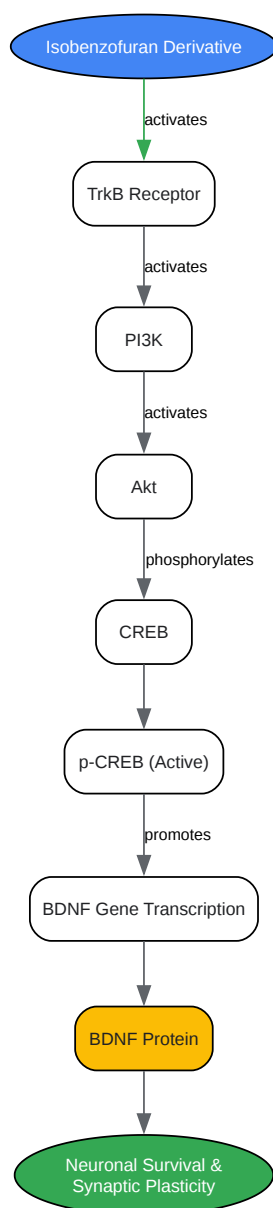 Isobenzofuran Derivative
activates
TrkB Receptor
activates
PI3K
activates
Akt
phosphorylates
CREB
p-CREB (Active)
promotes
BDNF Gene Transcription
BDNF Protein
Neuronal Survival &
Synaptic Plasticity